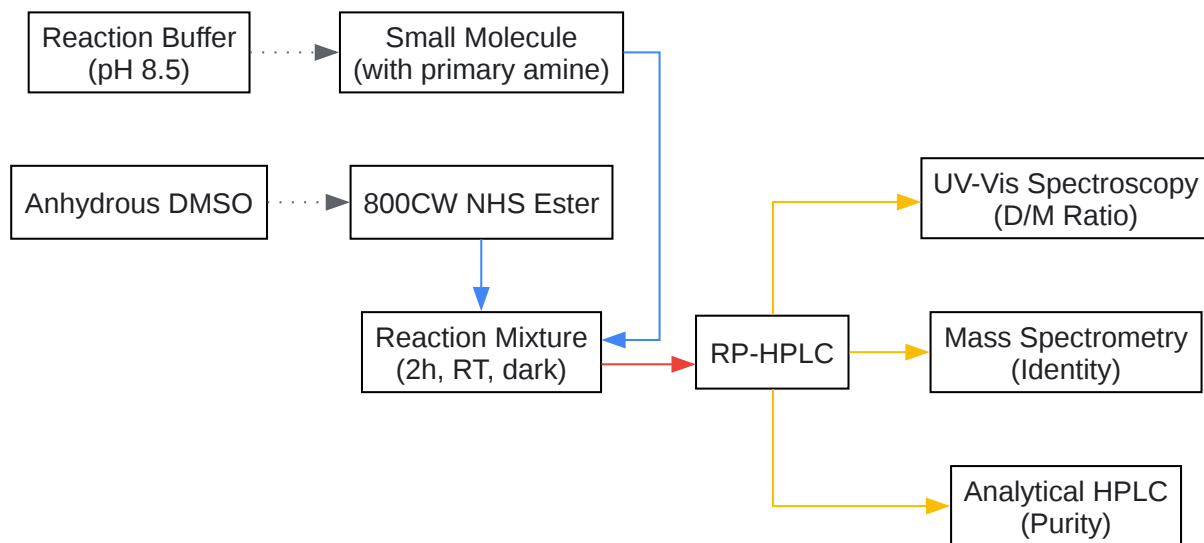 Reaction Buffer
(pH 8.5)
Small Molecule
(with primary amine)
Anhydrous DMSO
800CW NHS Ester
Reaction Mixture
(2h, RT, dark)
RP-HPLC
UV-Vis Spectroscopy
(D/M Ratio)
Mass Spectrometry
(Identity)
Analytical HPLC
(Purity)